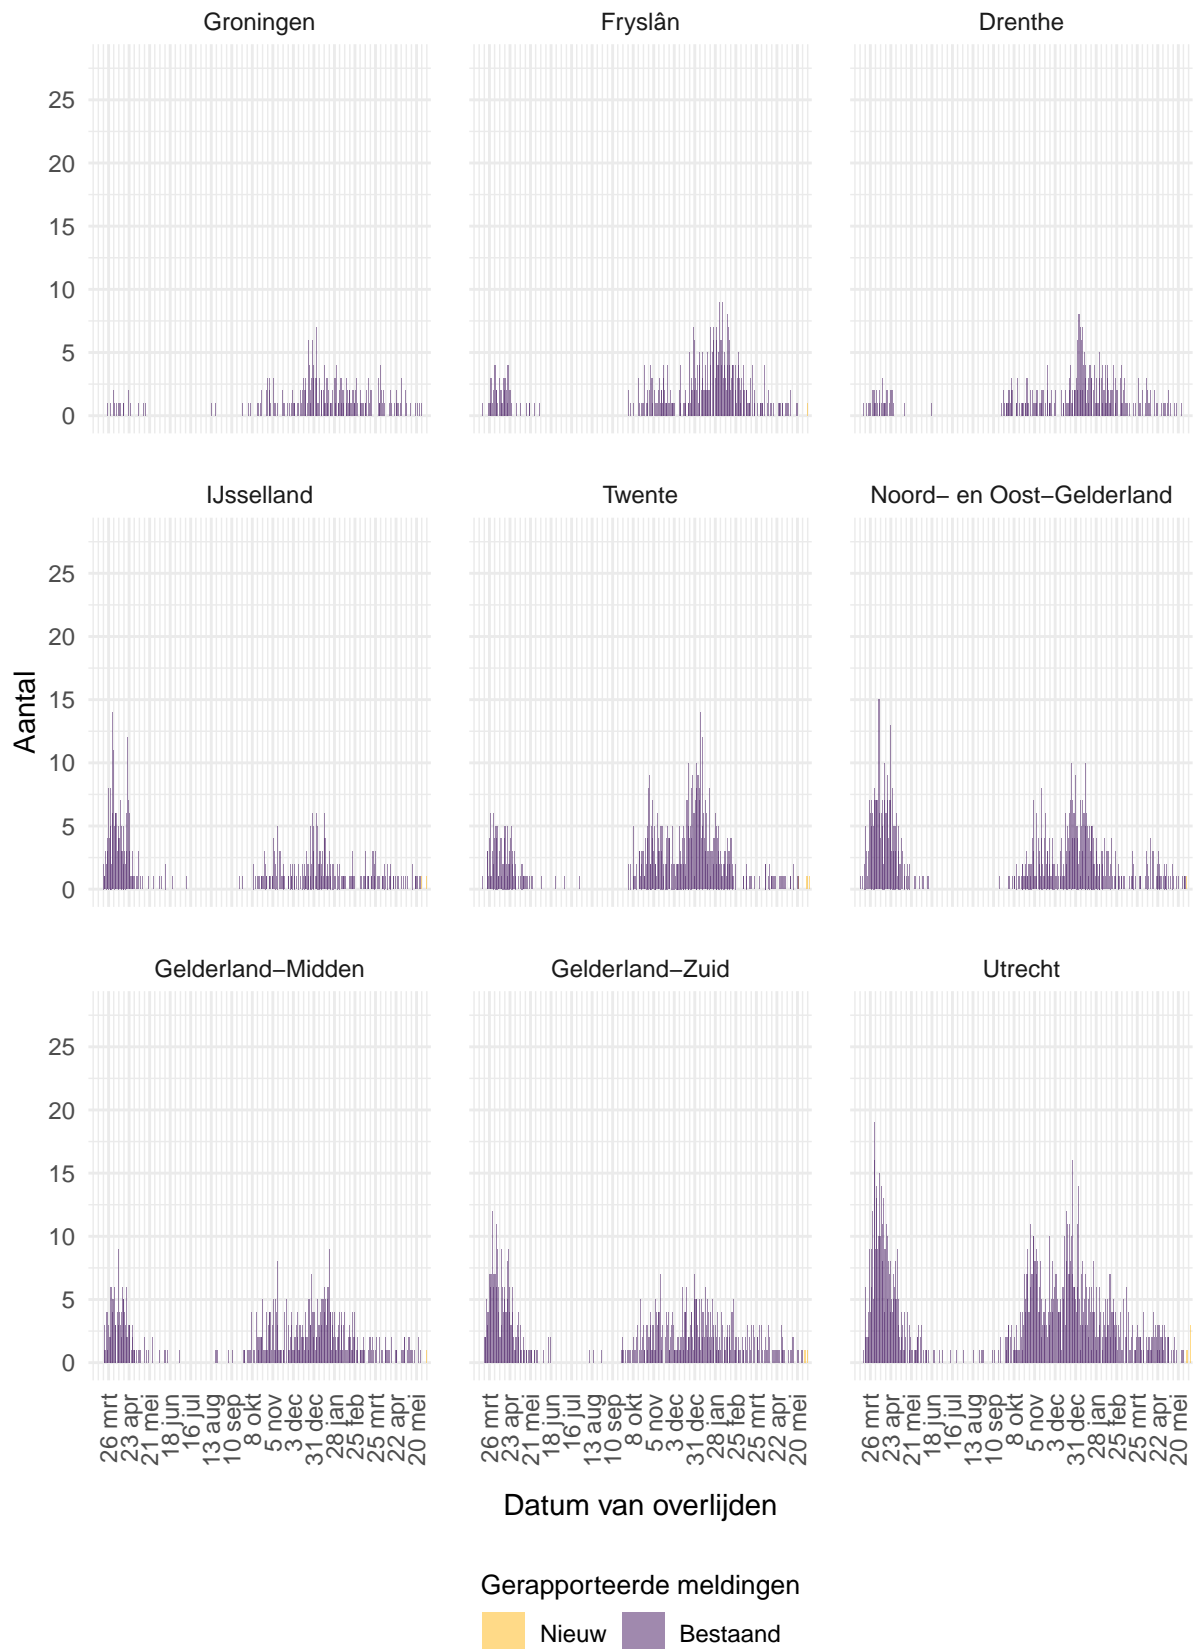 Groningen Fryslân Drenthe
25
20
15
10
5
0
IJsselland Twente Noord− en Oost−Gelderland
25
20
15
10
5
0
Aantal
Gelderland−Midden Gelderland−Zuid Utrecht
25
20
15
10
5
0
26 mrt 23 apr 21 mei 18 jun 16 jul 13 aug 10 sep 8 okt 5 nov 3 dec 31 dec 28 jan 25 feb 25 mrt 22 apr 20 mei
26 mrt 23 apr 21 mei 18 jun 16 jul 13 aug 10 sep 8 okt 5 nov 3 dec 31 dec 28 jan 25 feb 25 mrt 22 apr 20 mei
26 mrt 23 apr 21 mei 18 jun 16 jul 13 aug 10 sep 8 okt 5 nov 3 dec 31 dec 28 jan 25 feb 25 mrt 22 apr 20 mei
Datum van overlijden
Gerapporteerde meldingen
Nieuw Bestaand